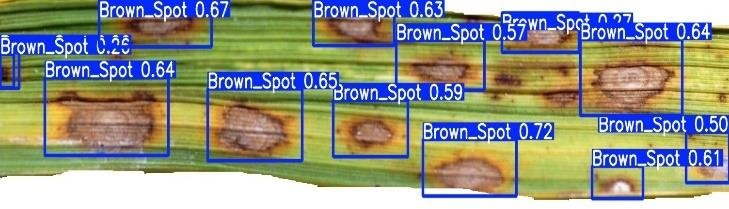 Brown_Spot 0.67
Brown_Spot 0.63
Brown_Spot 0.27
Brown_Spot 0.57
Brown_Spot 0.64
Brown_Spot 0.26
Brown_Spot 0.64
Brown_Spot 0.65
Brown_Spot 0.59
Brown_Spot 0.72
Brown_Spot 0.50
Brown_Spot 0.61